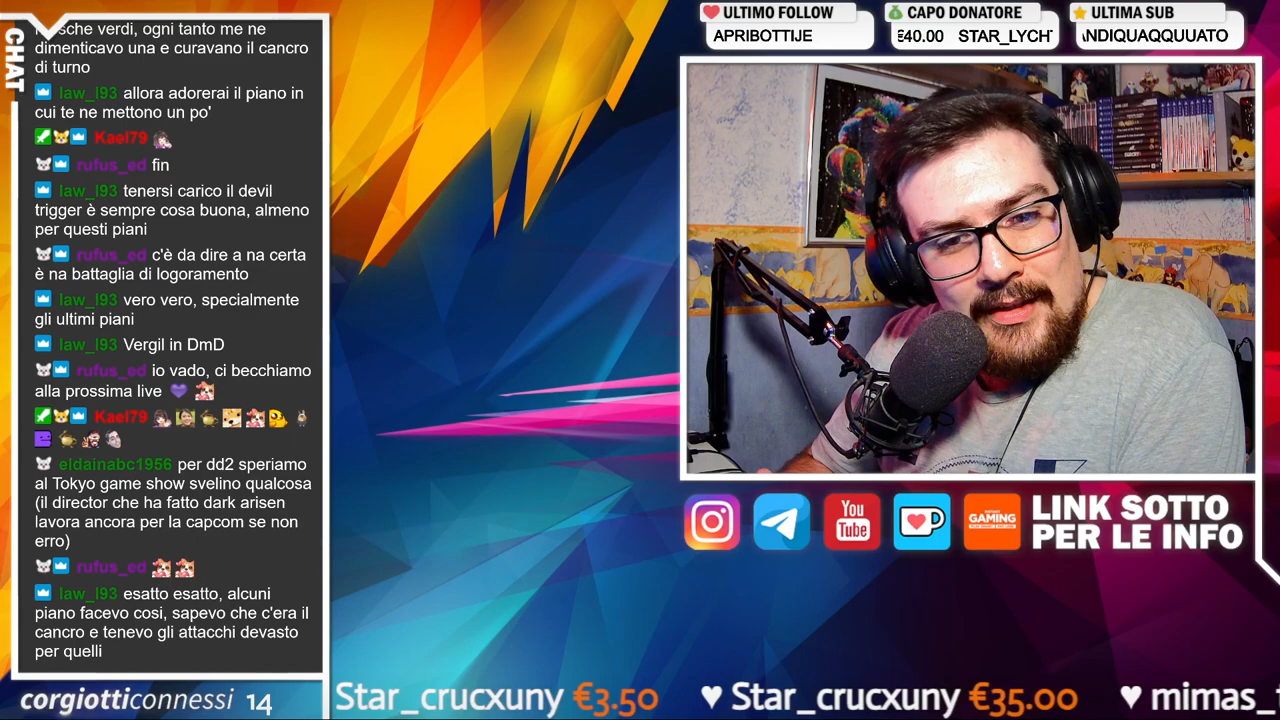 CHAT
sche verdi, ogni tanto me ne
dimenticavo una e curavano il cancro
di turno
law_l93 allora adorerai il piano in
cui te ne mettono un po'
Kael79
rufus_ed fin
law_l93 tenersi carico il devil
trigger è sempre cosa buona, almeno
per questi piani
rufus_ed c'è da dire a na certa
è na battaglia di logoramento
law_l93 vero vero, specialmente
gli ultimi piani
law_l93 Vergil in DmD
rufus_ed io vado, ci becchiamo
alla prossima live
Kael79
eldainabc1956 per dd2 speriamo
al Tokyo game show svelino qualcosa
(il director che ha fatto dark arisen
lavora ancora per la capcom se non
erro)
rufus_ed
law_l93 esatto esatto, alcuni
piano facevo cosi, sapevo che c'era il
cancro e tenevo gli attacchi devasto
per quelli
corgiotticonnessi 14
ULTIMO FOLLOW
APRIBOTTIJE
CAPO DONATORE
€40.00 STAR_LYCH
ULTIMA SUB
NDIQUAQQUUATO
You
Tube
INSTANT
GAMING
LINK SOTTO
PER LE INFO
Star_crucxuny €3.50 ♥ Star_crucxuny €35.00 ♥ mimas_